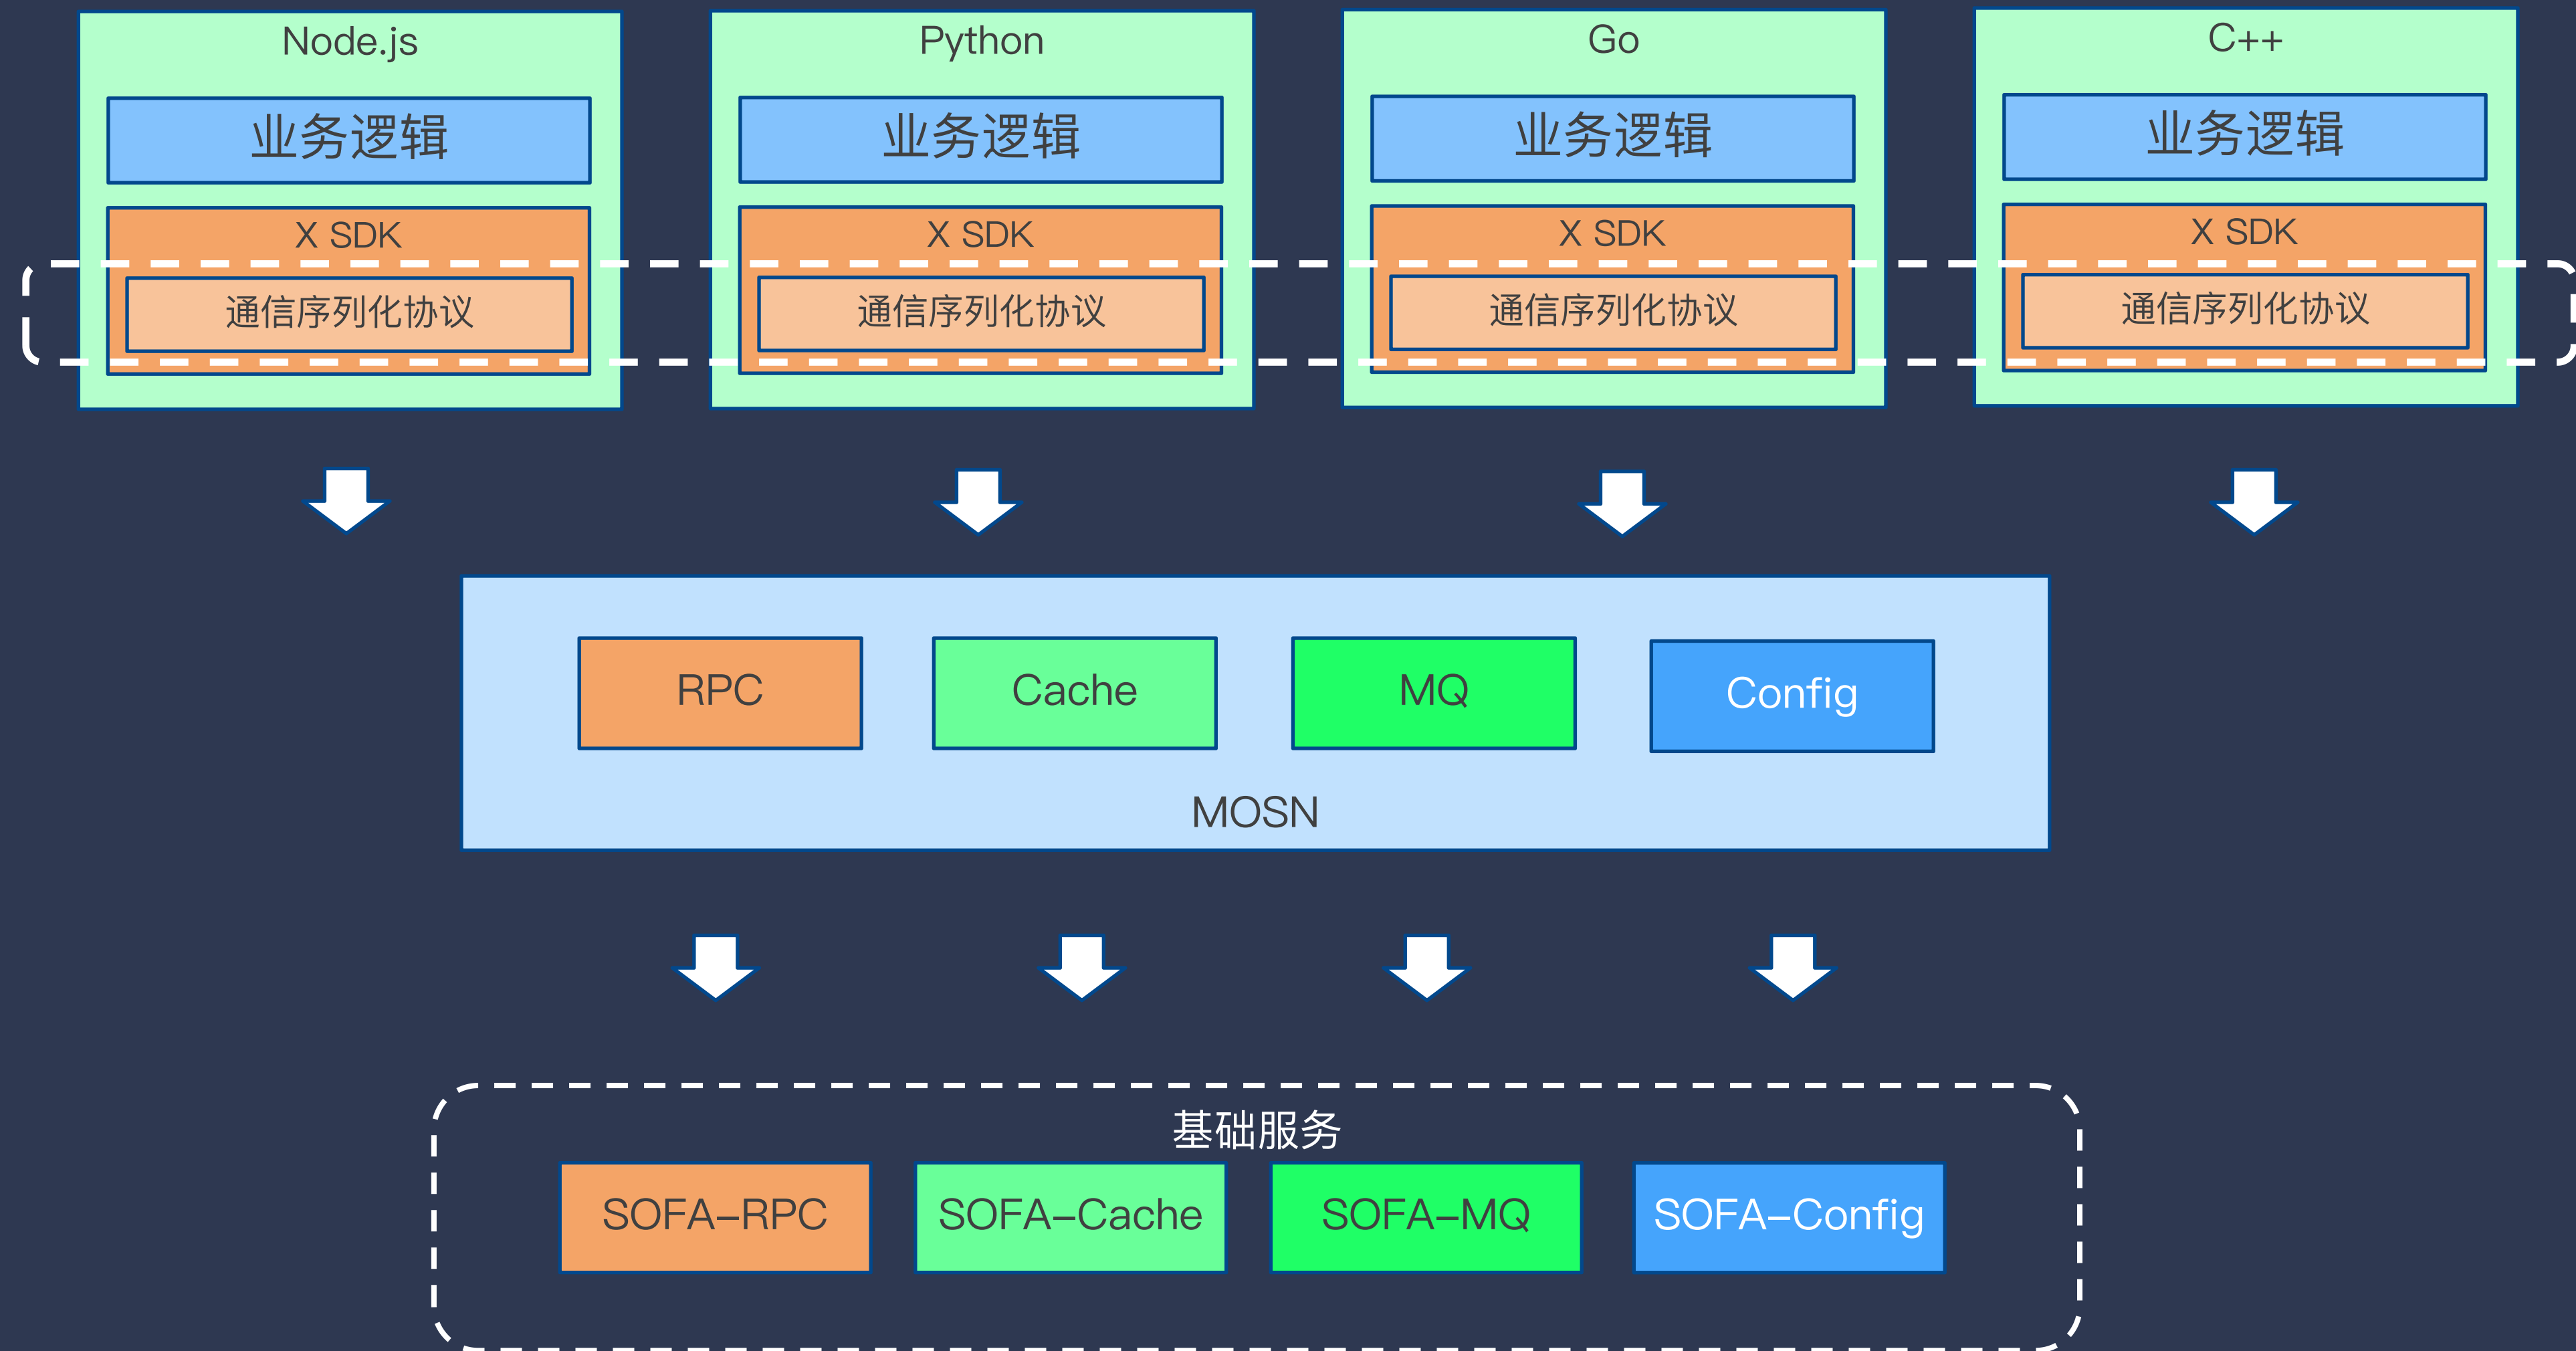 Node.js
业务逻辑
X SDK
通信序列化协议
Python
业务逻辑
X SDK
通信序列化协议
Go
业务逻辑
X SDK
通信序列化协议
C++
业务逻辑
X SDK
通信序列化协议
RPC
Cache
MQ
Config
MOSN
基础服务
SOFA-RPC
SOFA-Cache
SOFA-MQ
SOFA-Config